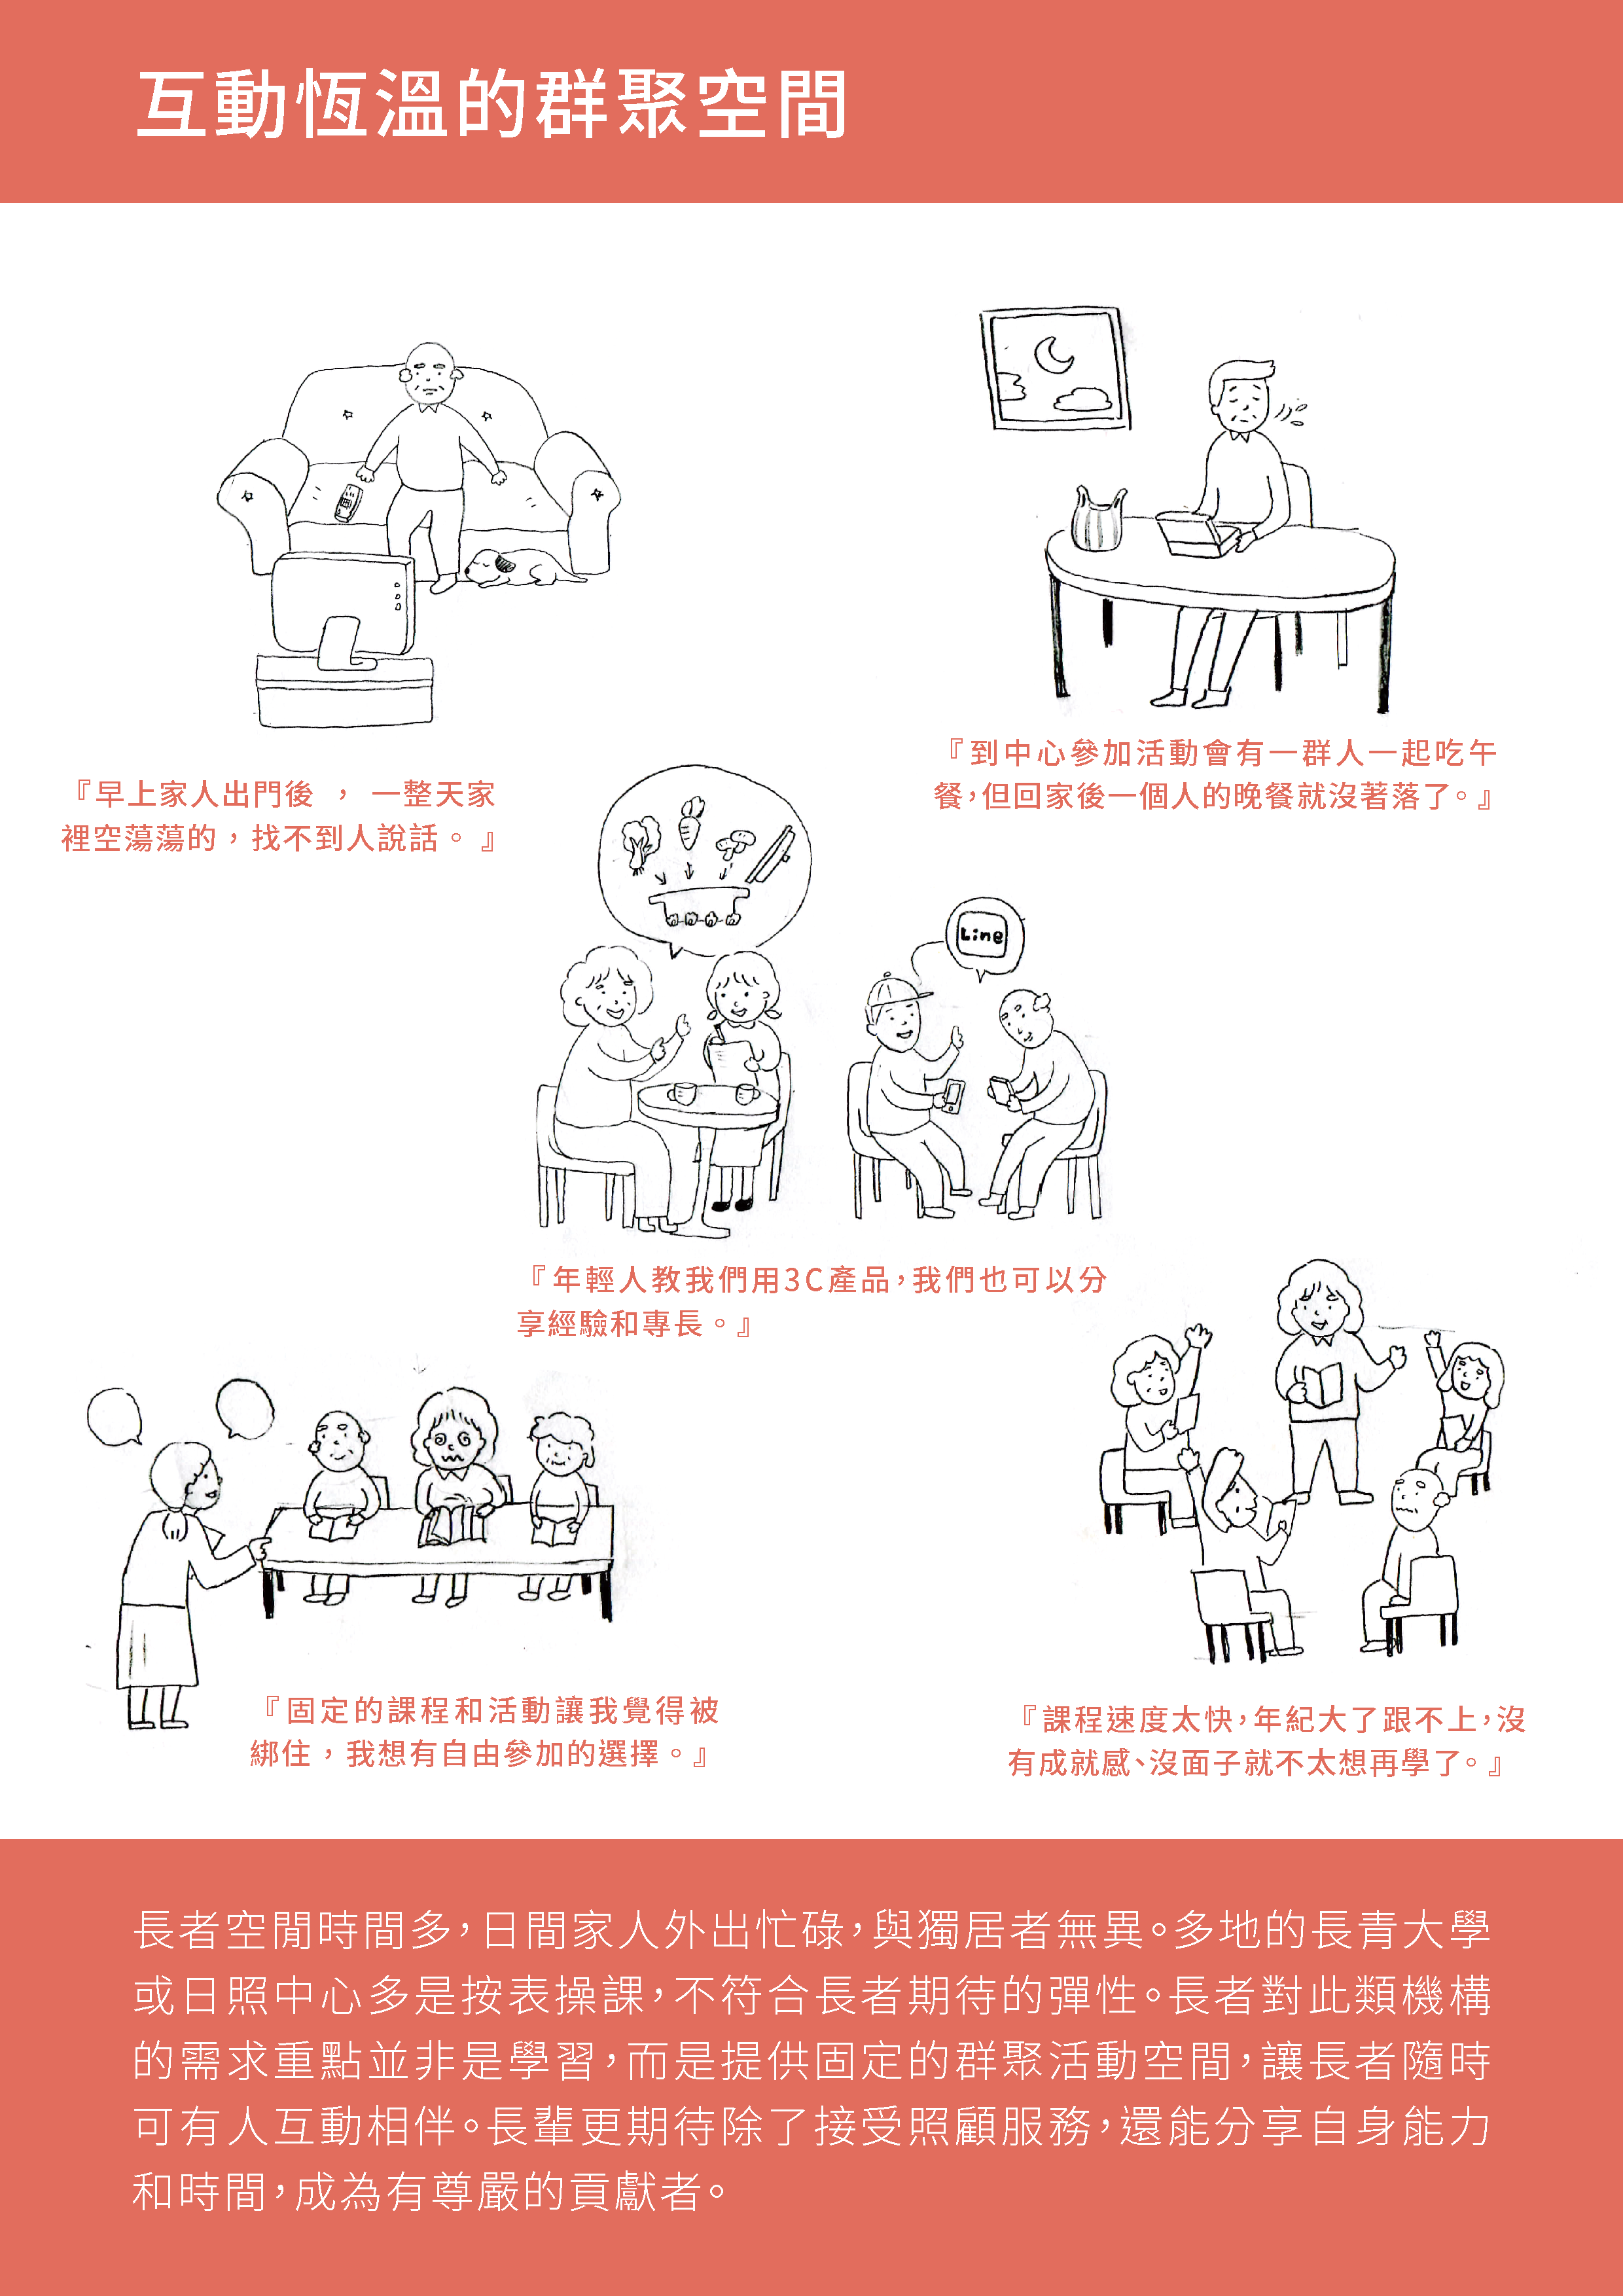 互動恆溫的群聚空間
『到中心參加活動會有一群人一起吃午
餐，但回家後一個人的晚餐就沒著落了。』
『早上家人出門後 ， 一整天家
裡空蕩蕩的，找不到人說話。』
Line
『年輕人教我們用3C產品，我們也可以分
享經驗和專長。』
『固定的課程和活動讓我覺得被
綁住，我想有自由參加的選擇。』
『課程速度太快，年紀大了跟不上，沒
有成就感、沒面子就不太想再學了。』
長者空閒時間多，日間家人外出忙碌，與獨居者無異。多地的長青大學
或日照中心多是按表操課，不符合長者期待的彈性。長者對此類機構
的需求重點並非是學習，而是提供固定的群聚活動空間，讓長者隨時
可有人互動相伴。長輩更期待除了接受照顧服務，還能分享自身能力
和時間，成為有尊嚴的貢獻者。